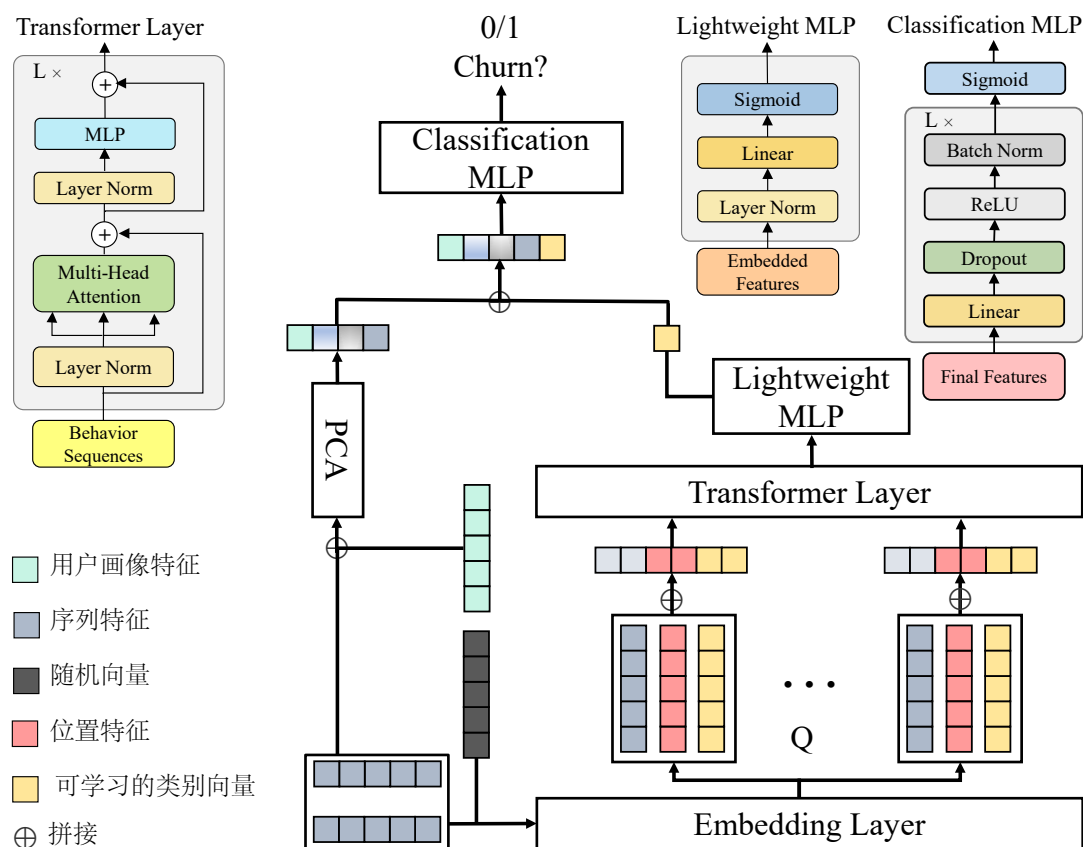 Transformer Layer
L ×
+
MLP
Layer Norm
+
Multi-Head
Attention
Layer Norm
Behavior
Sequences
0/1
Churn?
Classification
MLP
Lightweight MLP
Sigmoid
Linear
Layer Norm
Embedded
Features
Classification MLP
Sigmoid
L ×
Batch Norm
ReLU
Dropout
Linear
Final Features
PCA
Lightweight
MLP
Transformer Layer
• • •
Q
Embedding Layer
用户画像特征
序列特征
随机向量
位置特征
可学习的类别向量
拼接